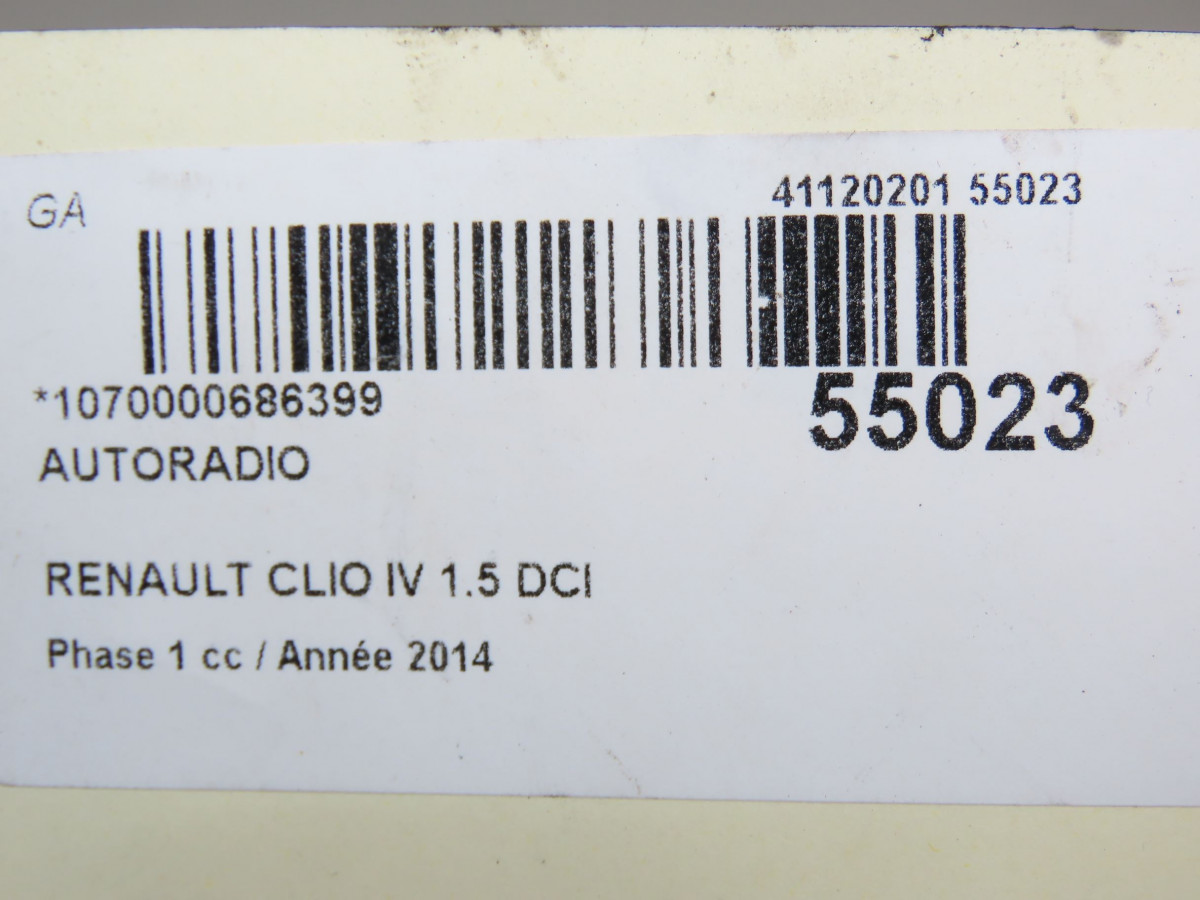 GA
41120201 55023
*1070000686399
55023
AUTORADIO
RENAULT CLIO IV 1.5 DCI
Phase 1 cc / Année 2014